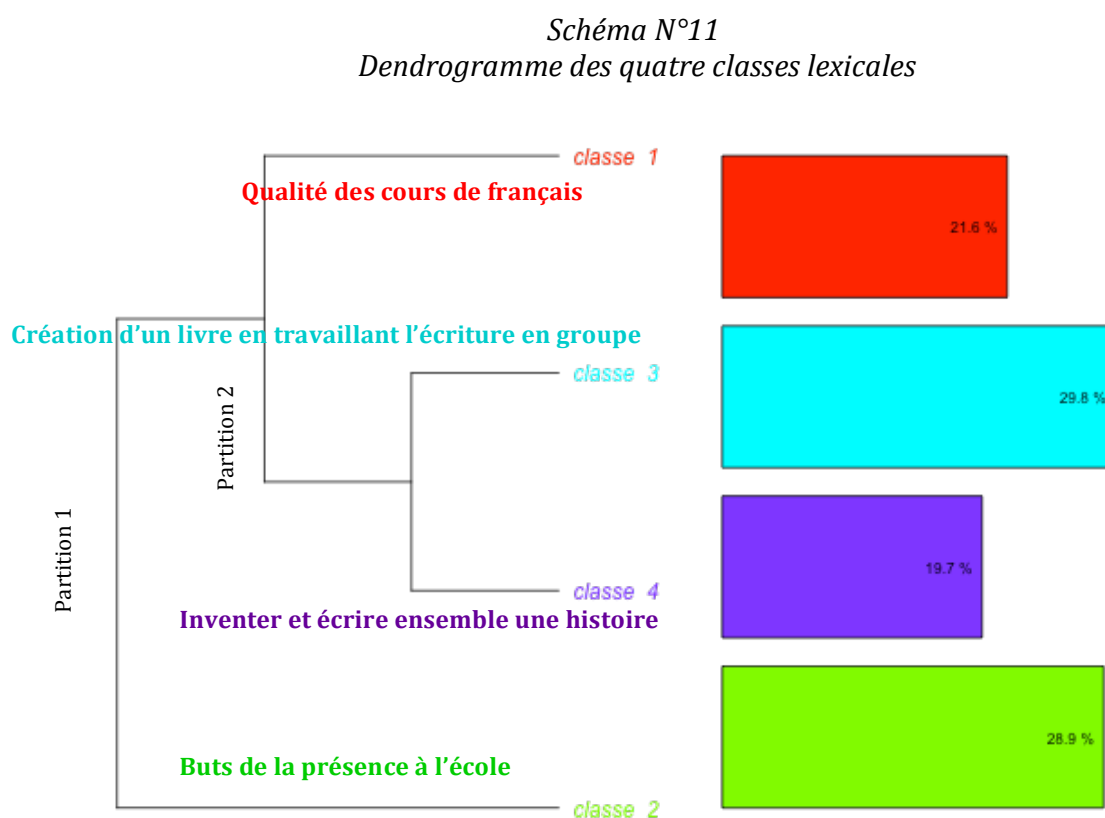 Schéma N°11
Dendrogramme des quatre classes lexicales
classe 1
Qualité des cours de français
21.6 %
Création d’un livre en travaillant l’écriture en groupe
classe 3
29.8 %
Partition 2
Partition 1
19.7 %
classe 4
Inventer et écrire ensemble une histoire
28.9 %
Buts de la présence à l’école
classe 2